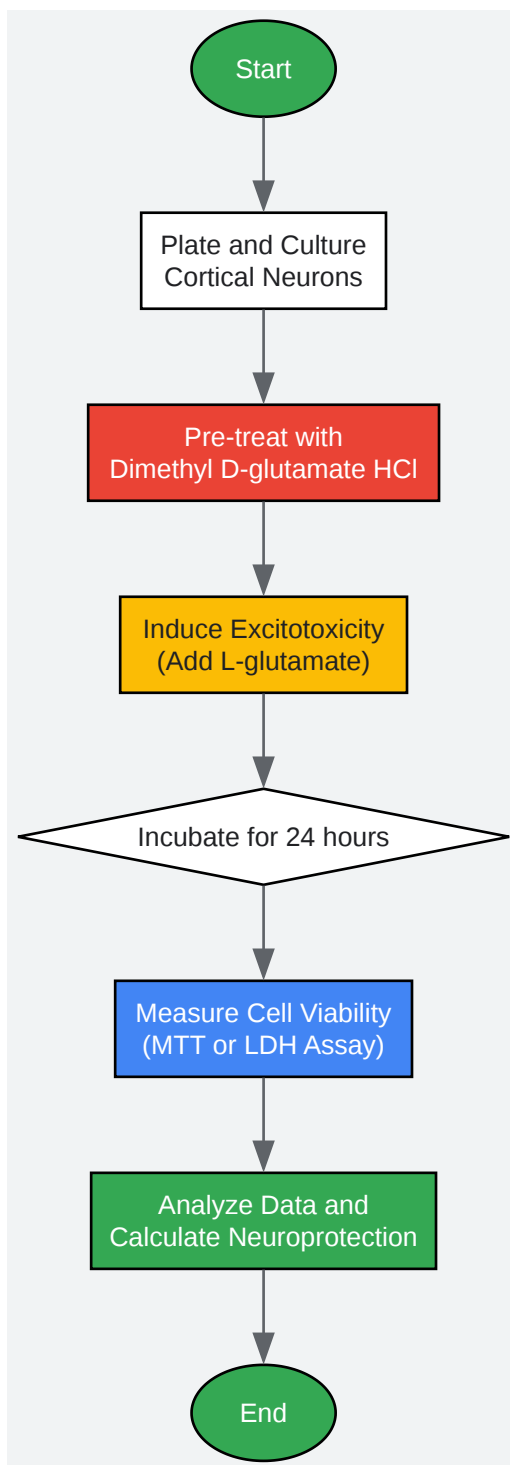 Start
Plate and Culture
Cortical Neurons
Pre-treat with
Dimethyl D-glutamate HCl
Induce Excitotoxicity
(Add L-glutamate)
Incubate for 24 hours
Measure Cell Viability
(MTT or LDH Assay)
Analyze Data and
Calculate Neuroprotection
End